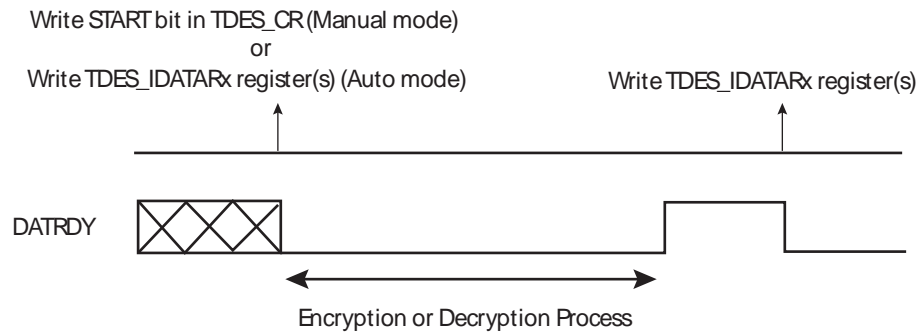 Write START bit in TDES_CR (Manual mode)
or
Write TDES_IDATARx register(s) (Auto mode)
Write TDES_IDATARx register(s)
DATRDY
Encryption or Decryption Process